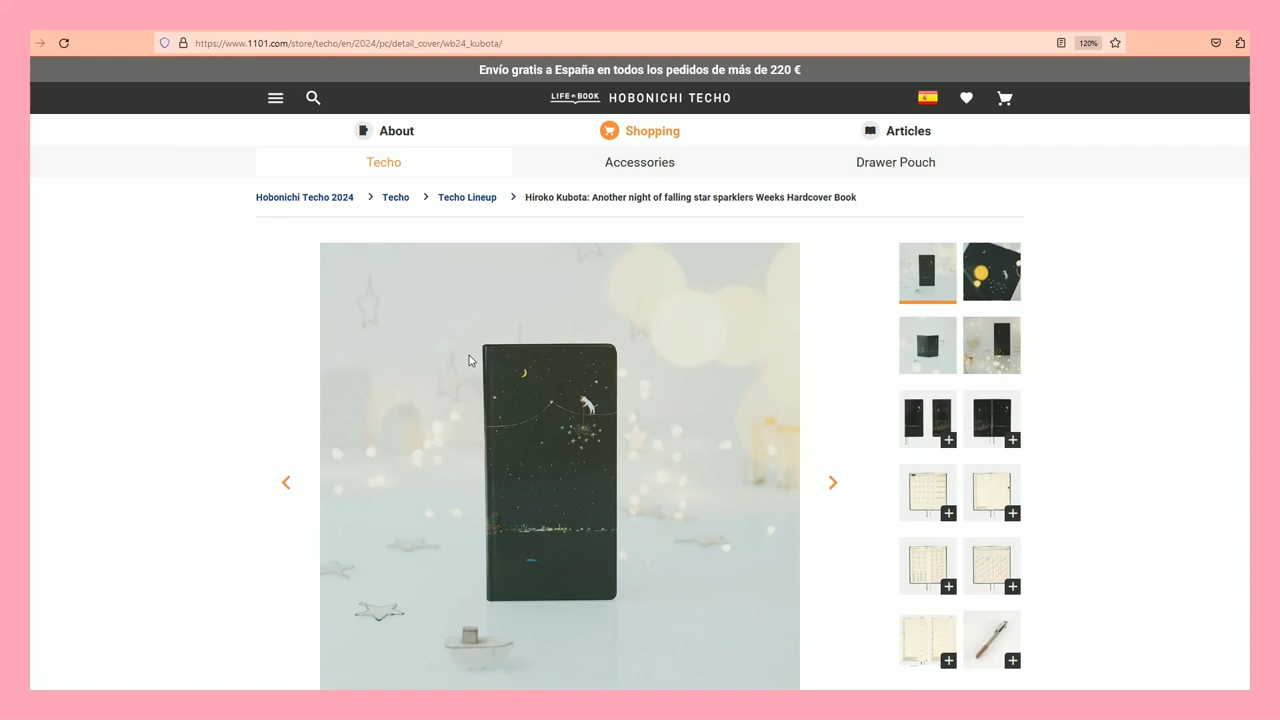 https://www.1101.com/store/techo/en/2024/pc/detail_cover/wb24_kubota/
120%
Envío gratis a España en todos los pedidos de más de 220 €
LIFE BOOK HOBONICHI TECHO
About
Shopping
Articles
Techo
Accessories
Drawer Pouch
Hobonichi Techo 2024 > Techo > Techo Lineup > Hiroko Kubota: Another night of falling star sparklers Weeks Hardcover Book